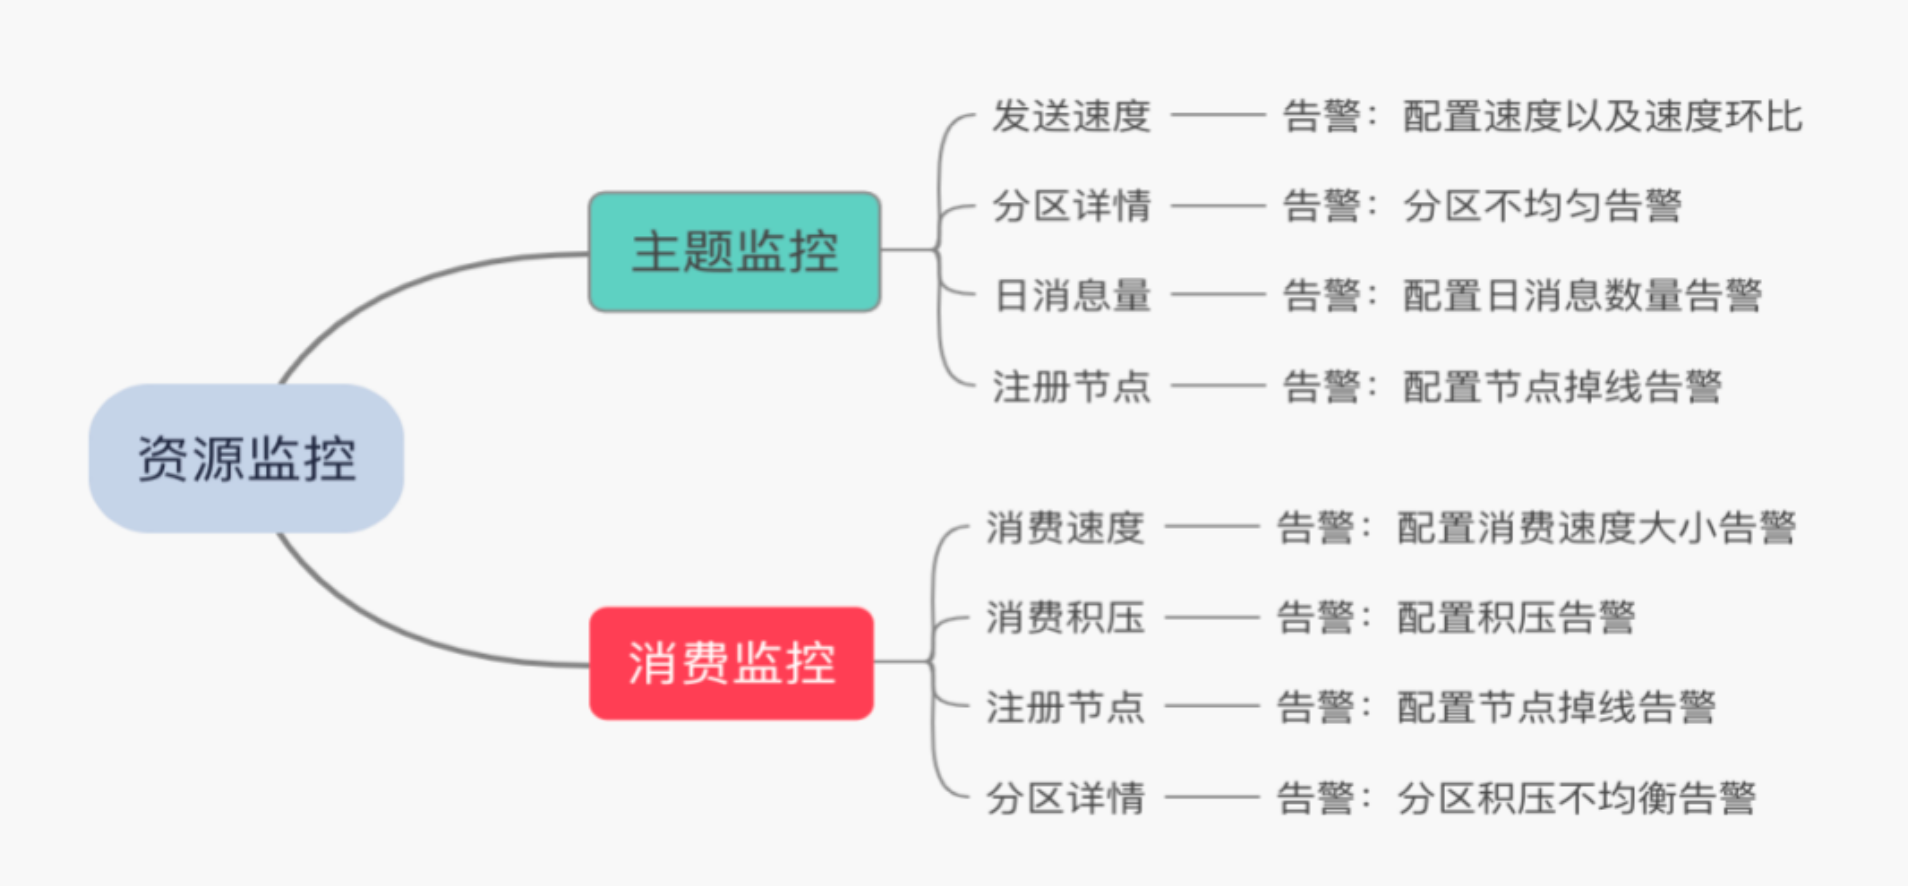 资源监控
主题监控
发送速度
告警：配置速度以及速度环比
分区详情
告警：分区不均匀告警
日消息量
告警：配置日消息数量告警
注册节点
告警：配置节点掉线告警
消费监控
消费速度
告警：配置消费速度大小告警
消费积压
告警：配置积压告警
注册节点
告警：配置节点掉线告警
分区详情
告警：分区积压不均衡告警